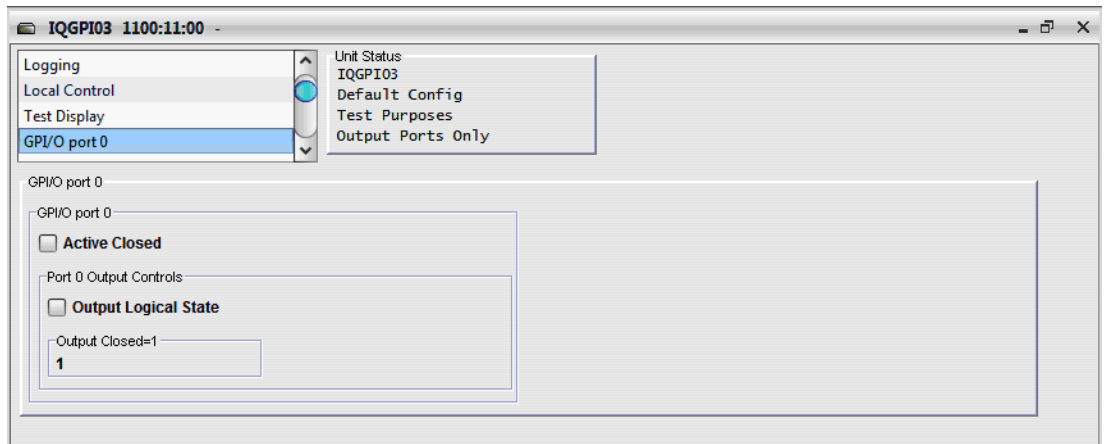 IQGPI03 1100:11:00 -
Logging
Local Control
Test Display
GPI/O port 0
Unit Status
IQGPI03
Default Config
Test Purposes
Output Ports Only
GPI/O port 0
GPI/O port 0
Active Closed
Port 0 Output Controls
Output Logical State
Output Closed=1
1